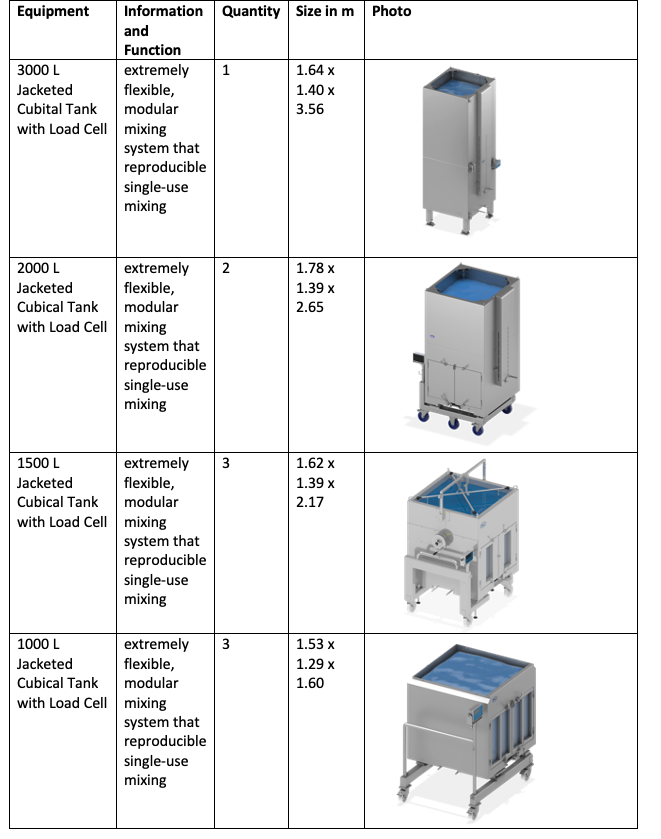 Equipment
Information
and
Function
Quantity
Size in m
Photo
3000 L
Jacketed
Cubital Tank
with Load Cell
extremely
flexible,
modular
mixing
system that
reproducible
single-use
mixing
1
1.64 x
1.40 x
3.56
2000 L
Jacketed
Cubical Tank
with Load Cell
extremely
flexible,
modular
mixing
system that
reproducible
single-use
mixing
2
1.78 x
1.39 x
2.65
1500 L
Jacketed
Cubical Tank
with Load Cell
extremely
flexible,
modular
mixing
system that
reproducible
single-use
mixing
3
1.62 x
1.39 x
2.17
1000 L
Jacketed
Cubical Tank
with Load Cell
extremely
flexible,
modular
mixing
system that
reproducible
single-use
mixing
3
1.53 x
1.29 x
1.60